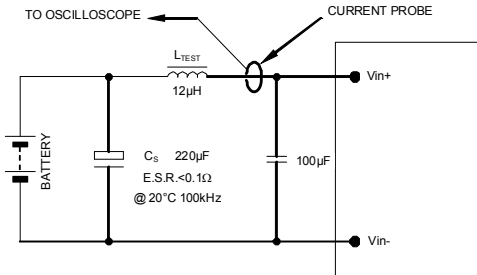 TO OSCILLOSCOPE
CURRENT PROBE
LTEST
12µH
Vin+
BATTERY
CS 220µF
E.S.R.<0.1Ω
@ 20°C 100kHz
100µF
Vin-